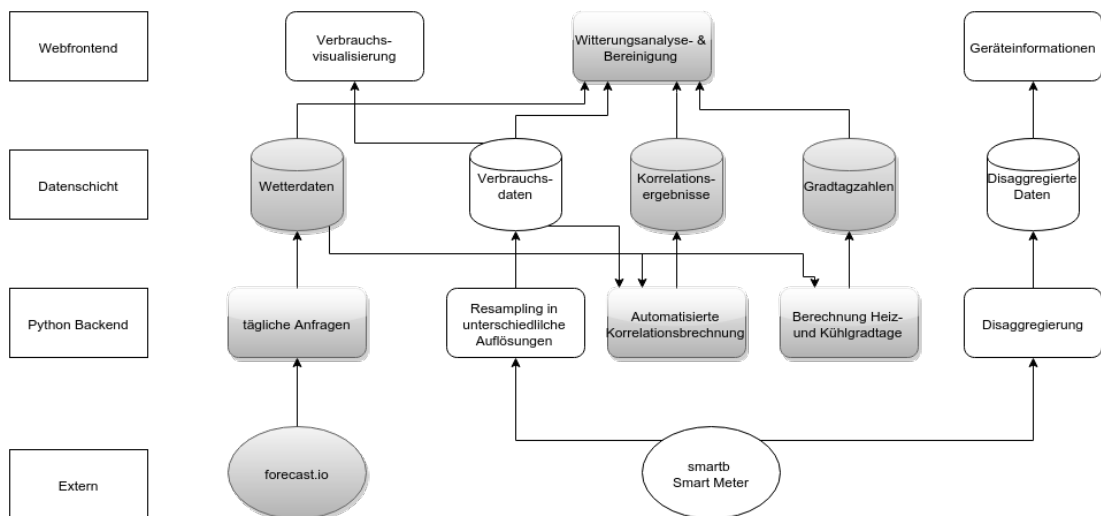 Webfrontend
Verbrauchs-
visualisierung
Witterungsanalyse- &
Bereinigung
Geräteinformationen
Datenschicht
Wetterdaten
Verbrauchs-
daten
Korrelations-
ergebnisse
Gradtagzahlen
Disaggregierte
Daten
Python Backend
tägliche Anfragen
Resampling in
unterschiedliliche
Auflösungen
Automatisierte
Korrelationsbrechnung
Berechnung Heiz-
und Kühlgradtage
Disaggregierung
Extern
forecast.io
smartb
Smart Meter